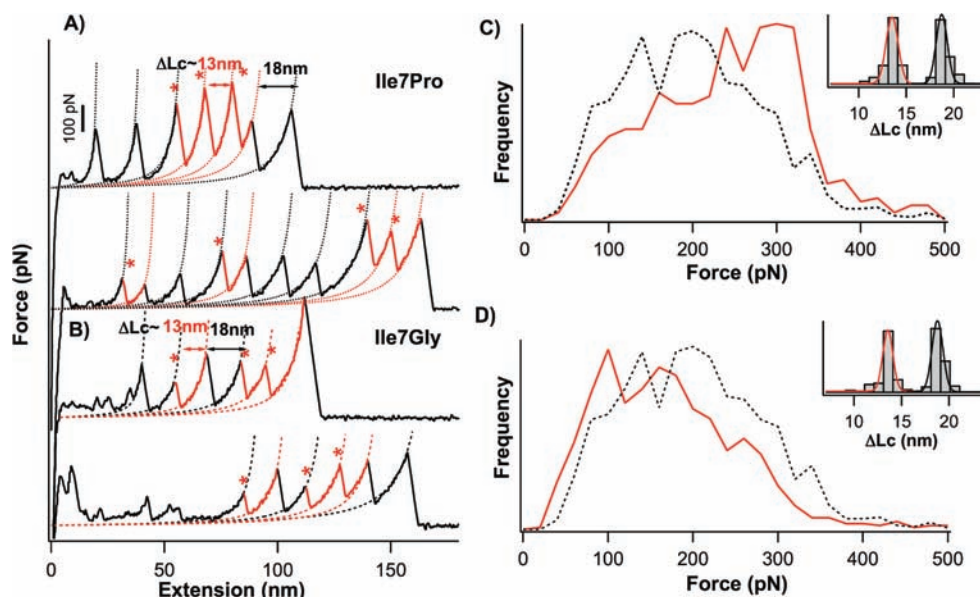 A)
ΔLc~13nm
18nm
Ile7Pro
100 pN
*
*
*
*
*
*
*
B)
Ile7Gly
ΔLc~13nm
18nm
*
*
*
*
*
*
Force (pN)
0 50 100 150
Extension (nm)
C)
Frequency
10 15 20
ΔLc (nm)
0 100 200 300 400 500
Force (pN)
D)
Frequency
10 15 20
ΔLc (nm)
0 100 200 300 400 500
Force (pN)